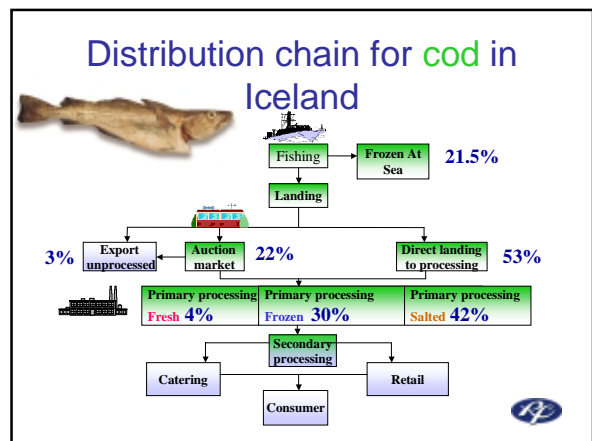 Distribution chain for cod in
Iceland
Fishing
Frozen At
Sea
21.5%
Landing
3%
Export
unprocessed
Auction
market
22%
Direct landing
to processing
53%
Primary processing
Fresh 4%
Primary processing
Frozen 30%
Primary processing
Salted 42%
Secondary
processing
Catering
Retail
Consumer